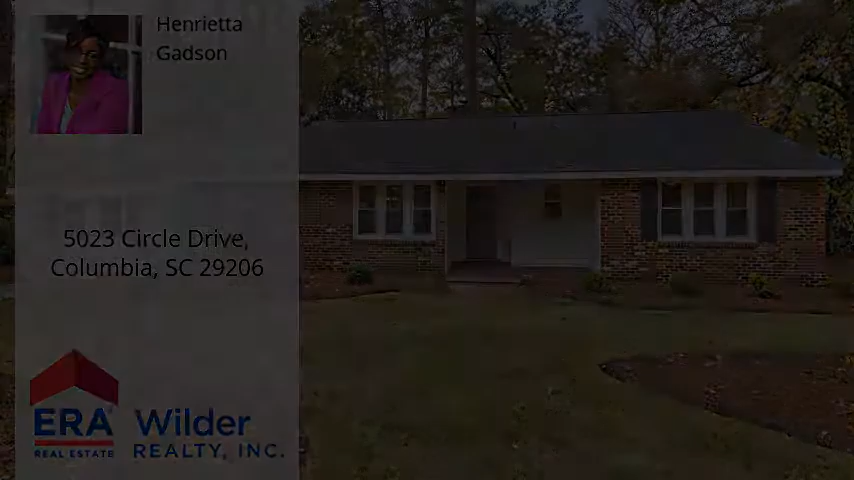 Henrietta
Gadson
5023 Circle Drive,
Columbia, SC 29206
ERA
REAL ESTATE
Wilder
REALTY, INC.